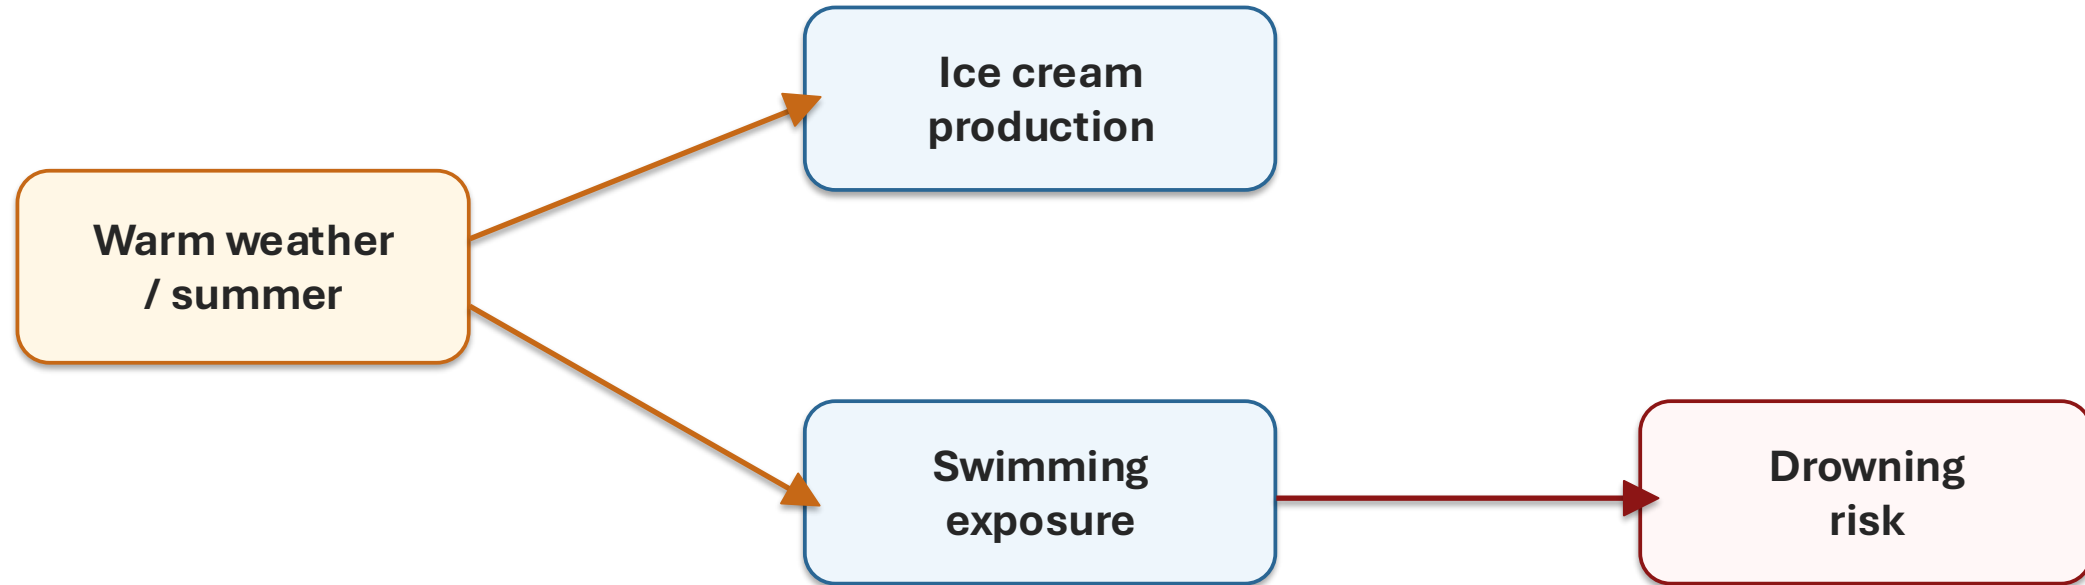 Ice cream
production
Warm weather
/ summer
Swimming
exposure
Drowning
risk